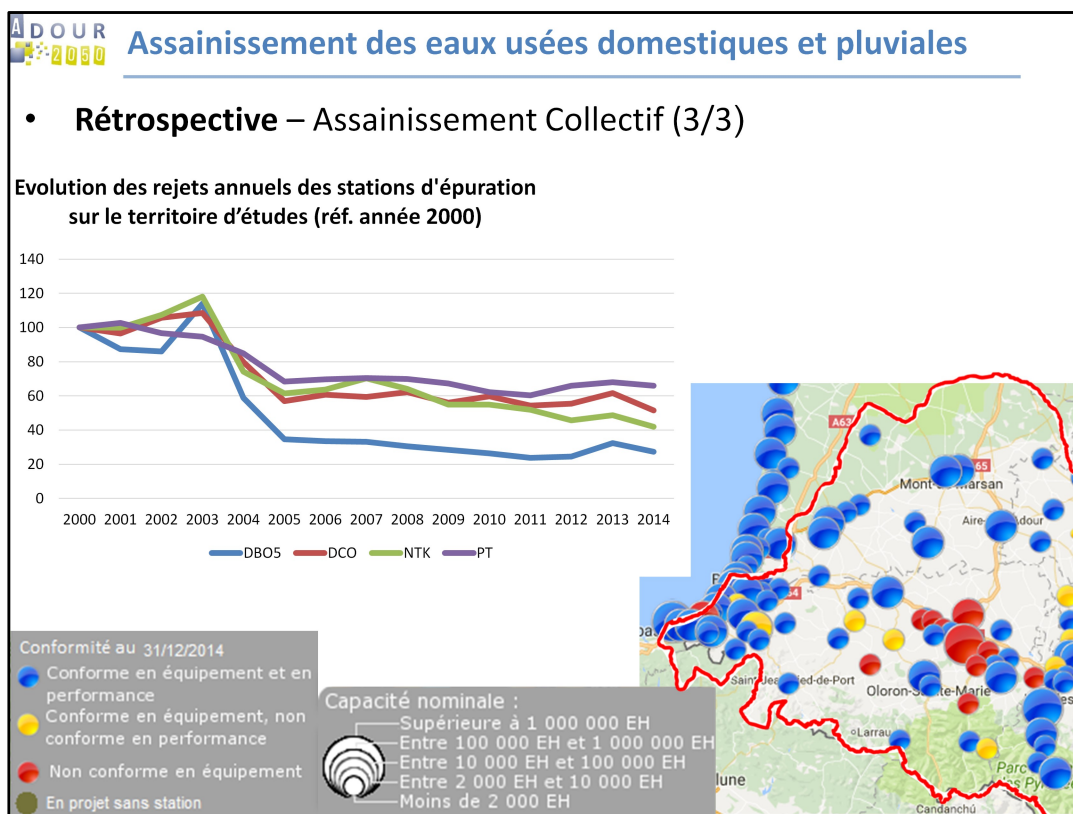 ADOUR
2050
Assainissement des eaux usées domestiques et pluviales
• Rétrospective – Assainissement Collectif (3/3)
Evolution des rejets annuels des stations d'épuration
sur le territoire d'études (réf. année 2000)
140
120
100
80
60
40
20
0
2000 2001 2002 2003 2004 2005 2006 2007 2008 2009 2010 2011 2012 2013 2014
DBO5 DCO NTK PT
A63
65
Mont-de-Marsan
Aire- Adour
64
Saint-Jean-Pied-de-Port
Oloron-Sainte-Marie
Larrau
Parc
Pyré
lune
Candanchú
Conformité au 31/12/2014
Conforme en équipement et en
performance
Conforme en équipement, non
conforme en performance
Non conforme en équipement
En projet sans station
Capacité nominale :
Supérieure à 1 000 000 EH
Entre 100 000 EH et 1 000 000 EH
Entre 10 000 EH et 100 000 EH
Entre 2 000 EH et 10 000 EH
Moins de 2 000 EH